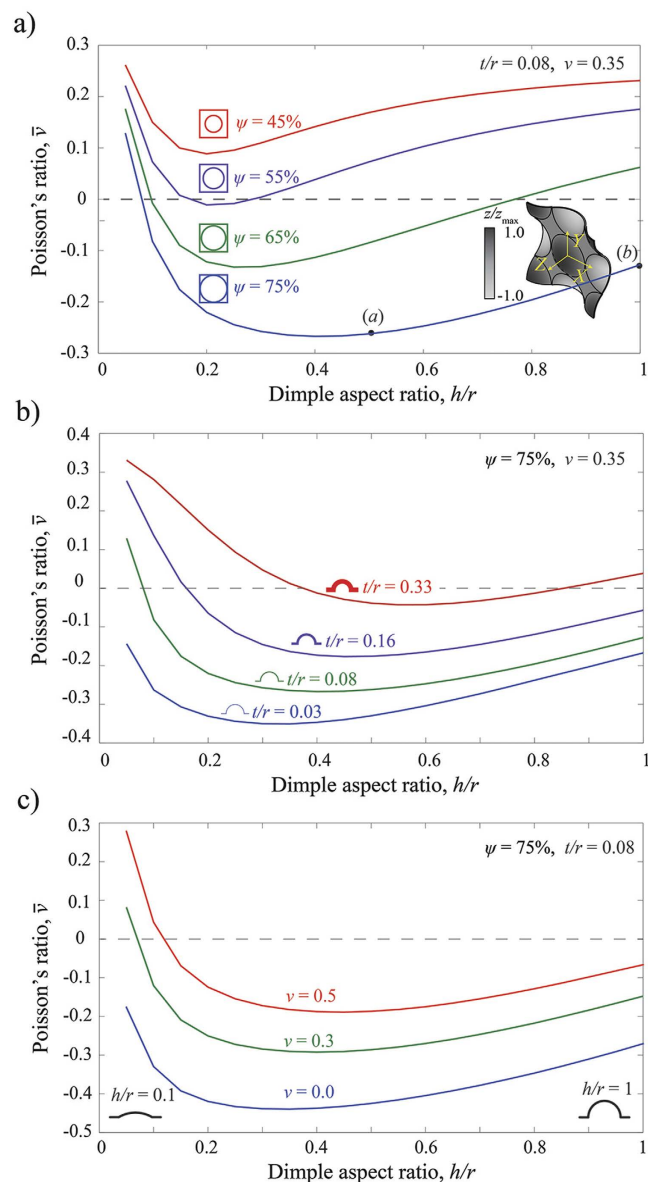 a)
0.3
0.2
0.1
0
-0.1
-0.2
-0.3
Poisson's ratio, ν̄
t/r = 0.08, ν = 0.35
ψ = 45%
ψ = 55%
ψ = 65%
ψ = 75%
z/z_max
1.0
-1.0
Y
Z
X
(a)
(b)
0 0.2 0.4 0.6 0.8 1
Dimple aspect ratio, h/r
b)
0.4
0.3
0.2
0.1
0
-0.1
-0.2
-0.3
-0.4
Poisson's ratio, ν̄
ψ = 75%, ν = 0.35
t/r = 0.33
t/r = 0.16
t/r = 0.08
t/r = 0.03
0 0.2 0.4 0.6 0.8 1
Dimple aspect ratio, h/r
c)
0.3
0.2
0.1
0
-0.1
-0.2
-0.3
-0.4
-0.5
Poisson's ratio, ν̄
ψ = 75%, t/r = 0.08
ν = 0.5
ν = 0.3
ν = 0.0
h/r = 0.1
h/r = 1
0 0.2 0.4 0.6 0.8 1
Dimple aspect ratio, h/r